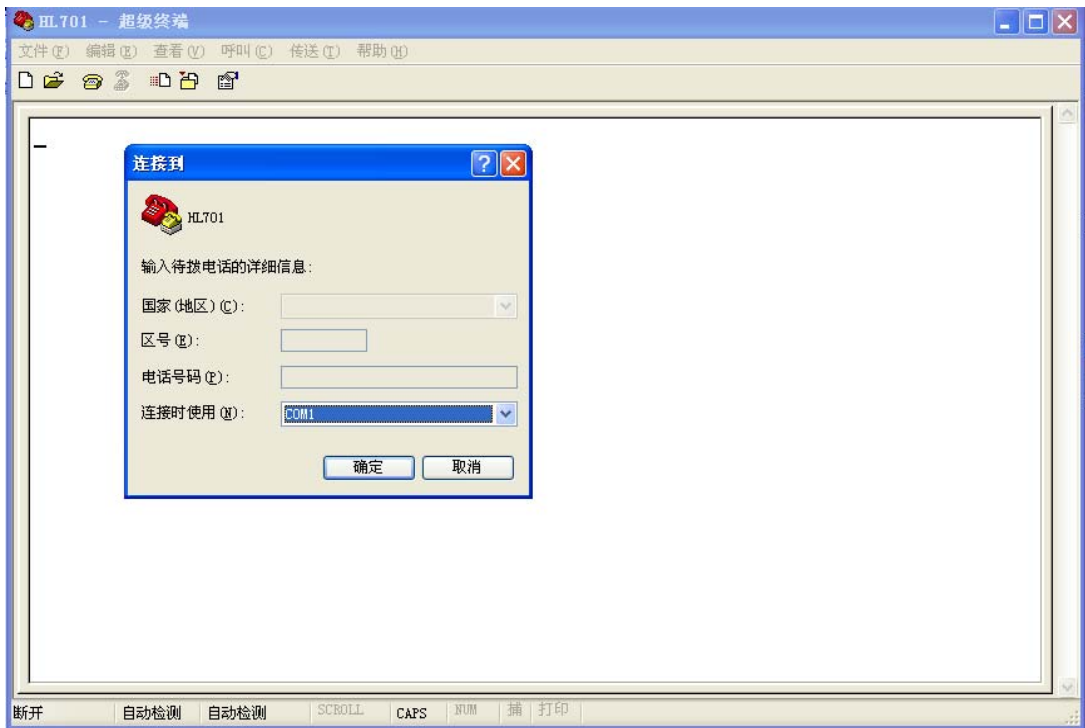 HL701 - 超级终端
文件(F) 编辑(E) 查看(V) 呼叫(C) 传送(T) 帮助(H)
连接到
HL701
输入待拨电话的详细信息:
国家(地区)(C):
区号(E):
电话号码(P):
连接时使用(N): COM1
确定 取消
断开 自动检测 自动检测 SCROLL CAPS NUM 捕 打印